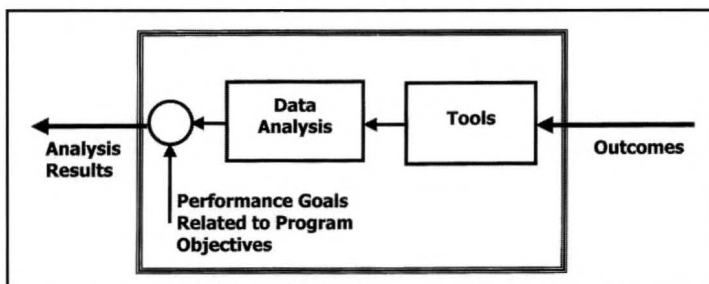 Data
Analysis
Tools
Analysis
Results
Outcomes
Performance Goals
Related to Program
Objectives